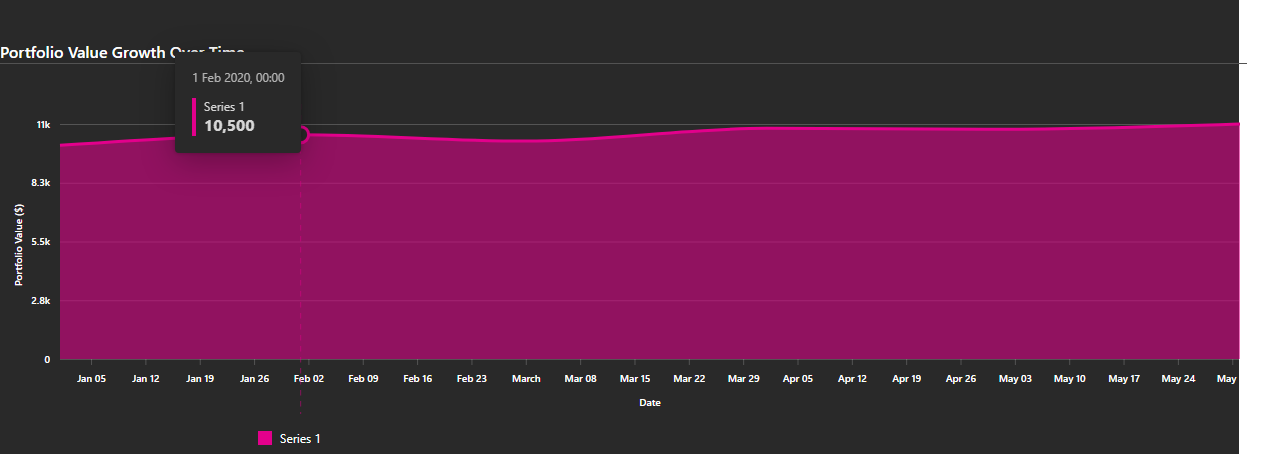 Portfolio Value Growth Over Time
1 Feb 2020, 00:00
Series 1
10,500
11k
8.3k
5.5k
2.8k
0
Portfolio Value ($)
Jan 05 Jan 12 Jan 19 Jan 26 Feb 02 Feb 09 Feb 16 Feb 23 March Mar 08 Mar 15 Mar 22 Mar 29 Apr 05 Apr 12 Apr 19 Apr 26 May 03 May 10 May 17 May 24 May
Date
Series 1